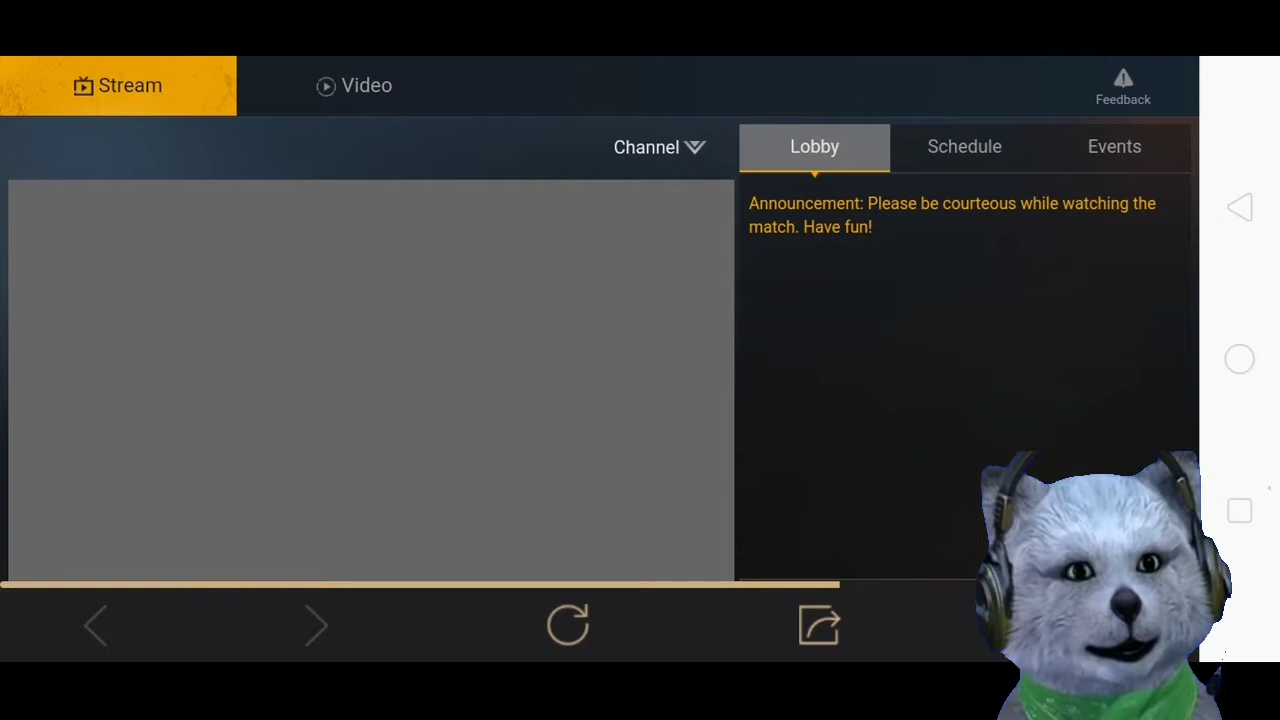 Stream
Video
Feedback
Channel
Lobby
Schedule
Events
Announcement: Please be courteous while watching the
match. Have fun!